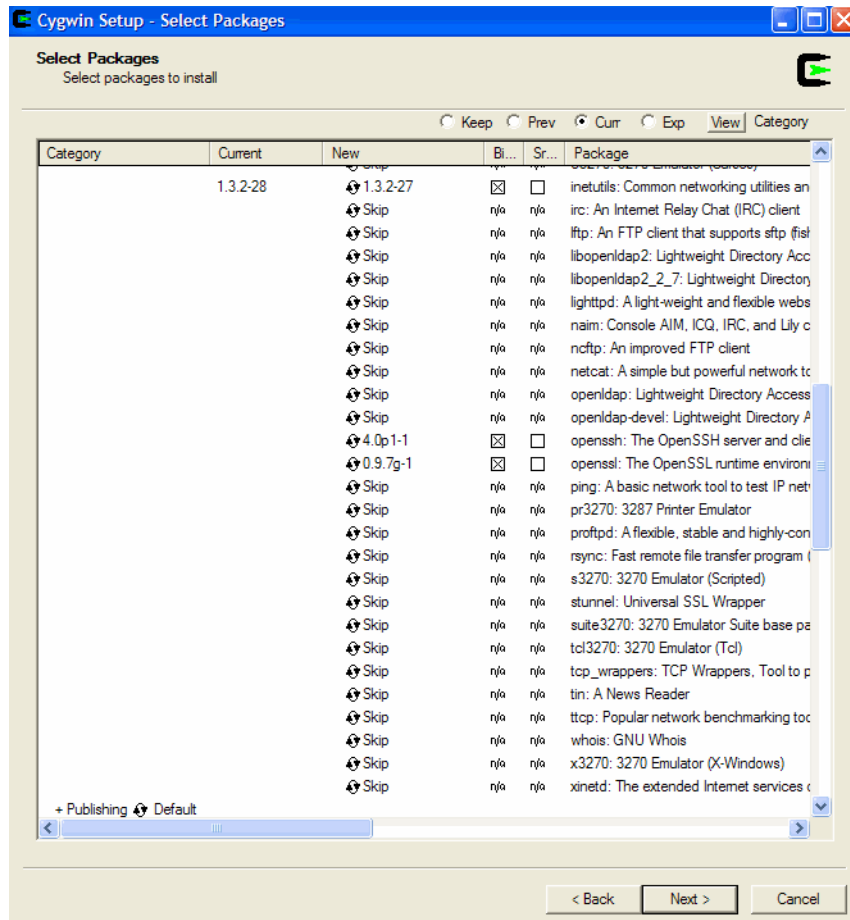 Cygwin Setup - Select Packages
Select Packages
Select packages to install
Keep Prev Curr Exp View Category
Category Current New Bi... Sr... Package
1.3.2-28 1.3.2-27 inetutils: Common networking utilities an
Skip n/a n/a irc: An Internet Relay Chat (IRC) client
Skip n/a n/a lftp: An FTP client that supports sftp (fish
Skip n/a n/a libopenldap2: Lightweight Directory Acc
Skip n/a n/a libopenldap2_2_7: Lightweight Directory
Skip n/a n/a lighttpd: A light-weight and flexible webs
Skip n/a n/a naim: Console AIM, ICQ, IRC, and Lily c
Skip n/a n/a ncftp: An improved FTP client
Skip n/a n/a netcat: A simple but powerful network to
Skip n/a n/a openldap: Lightweight Directory Access
Skip n/a n/a openldap-devel: Lightweight Directory A
4.0p1-1 openssh: The OpenSSH server and clie
0.9.7g-1 openssl: The OpenSSL runtime environ
Skip n/a n/a ping: A basic network tool to test IP net
Skip n/a n/a pr3270: 3287 Printer Emulator
Skip n/a n/a proftpd: A flexible, stable and highly-con
Skip n/a n/a rsync: Fast remote file transfer program (
Skip n/a n/a s3270: 3270 Emulator (Scripted)
Skip n/a n/a stunnel: Universal SSL Wrapper
Skip n/a n/a suite3270: 3270 Emulator Suite base pa
Skip n/a n/a tcl3270: 3270 Emulator (Tcl)
Skip n/a n/a tcp_wrappers: TCP Wrappers, Tool to p
Skip n/a n/a tin: A News Reader
Skip n/a n/a ttcp: Popular network benchmarking too
Skip n/a n/a whois: GNU Whois
Skip n/a n/a x3270: 3270 Emulator (X-Windows)
Skip n/a n/a xinetd: The extended Internet services
+ Publishing Default
< Back Next > Cancel